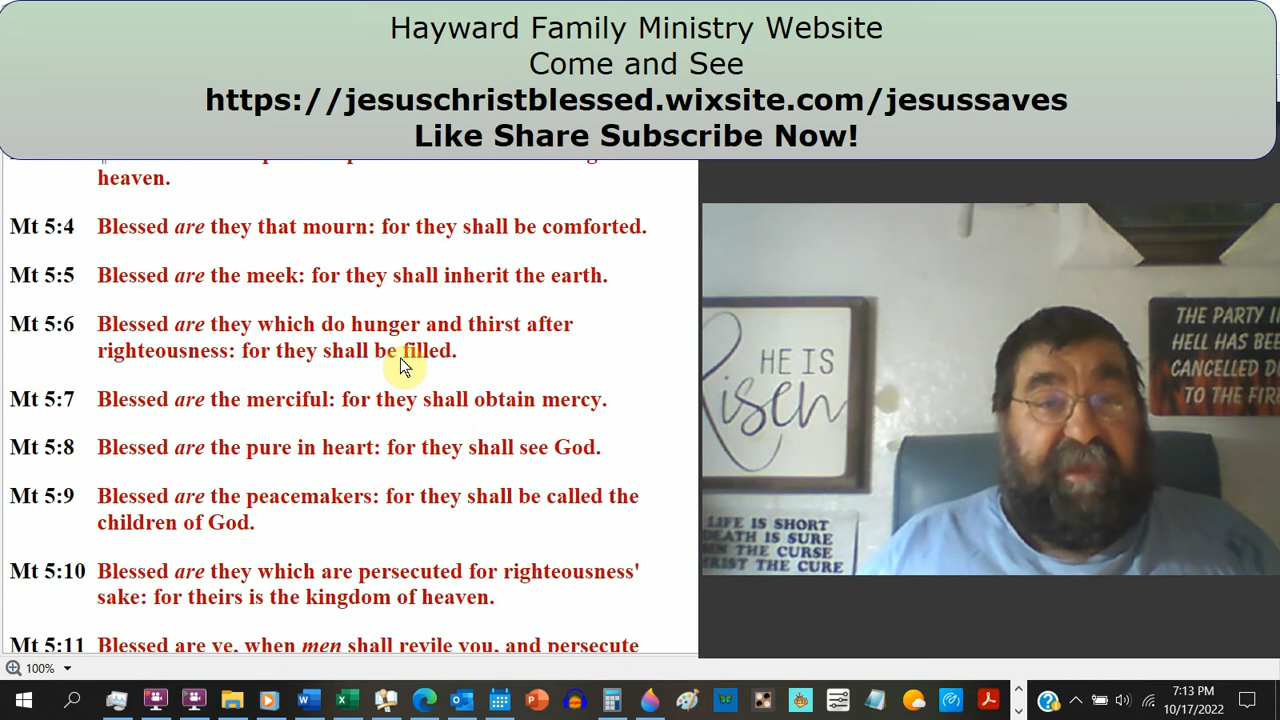 Hayward Family Ministry Website
Come and See
https://jesuschristblessed.wixsite.com/jesussaves
Like Share Subscribe Now!
heaven.
Mt 5:4 Blessed are they that mourn: for they shall be comforted.
Mt 5:5 Blessed are the meek: for they shall inherit the earth.
Mt 5:6 Blessed are they which do hunger and thirst after
righteousness: for they shall be filled.
Mt 5:7 Blessed are the merciful: for they shall obtain mercy.
Mt 5:8 Blessed are the pure in heart: for they shall see God.
Mt 5:9 Blessed are the peacemakers: for they shall be called the
children of God.
Mt 5:10 Blessed are they which are persecuted for righteousness'
sake: for theirs is the kingdom of heaven.
Mt 5:11 Blessed are ye, when men shall revile you, and persecute
HE IS
Risen
THE PARTY I
HELL HAS BEE
CANCELLED D
TO THE FIR
LIFE IS SHORT
DEATH IS SURE
IN THE CURSE
RIST THE CURE
100%
7:13 PM
10/17/2022